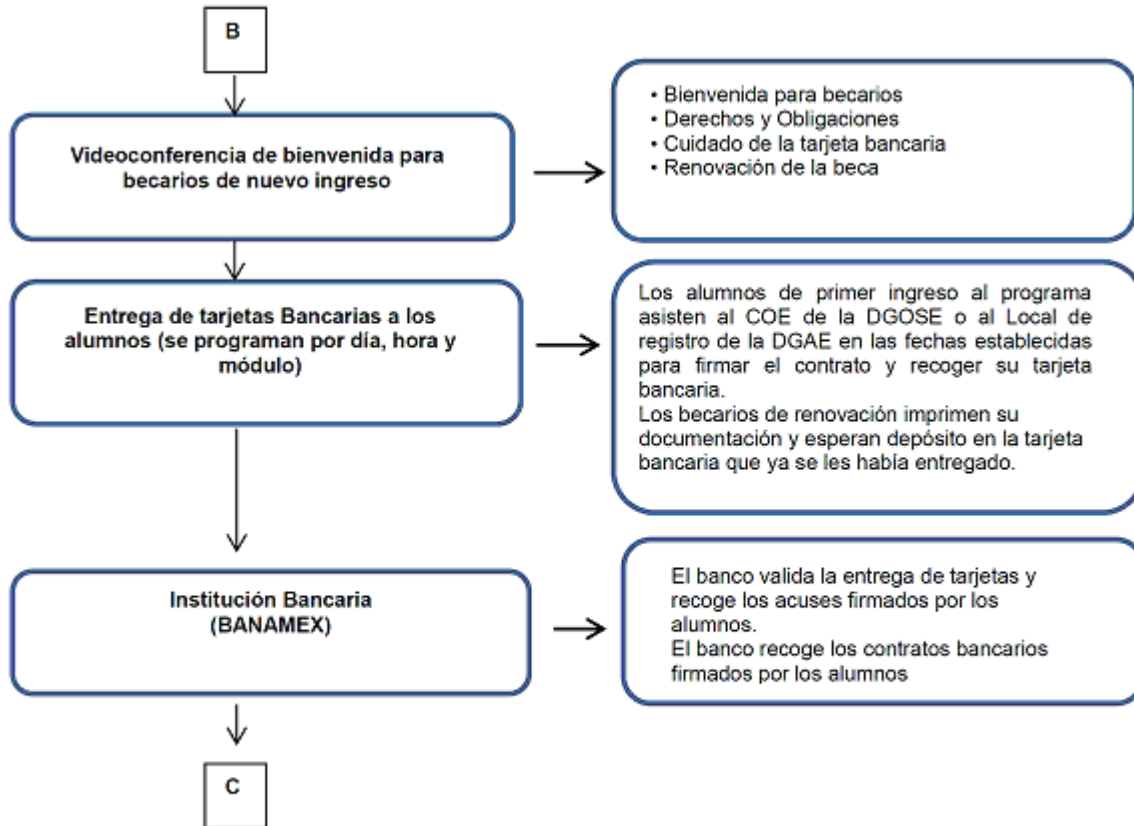 B
Videoconferencia de bienvenida para
becarios de nuevo ingreso
• Bienvenida para becarios
• Derechos y Obligaciones
• Cuidado de la tarjeta bancaria
• Renovación de la beca
Entrega de tarjetas Bancarias a los
alumnos (se programan por día, hora y
módulo)
Los alumnos de primer ingreso al programa
asisten al COE de la DGOSE o al Local de
registro de la DGAE en las fechas establecidas
para firmar el contrato y recoger su tarjeta
bancaria.
Los becarios de renovación imprimen su
documentación y esperan depósito en la tarjeta
bancaria que ya se les había entregado.
Institución Bancaria
(BANAMEX)
El banco valida la entrega de tarjetas y
recoge los acuses firmados por los
alumnos.
El banco recoge los contratos bancarios
firmados por los alumnos
C